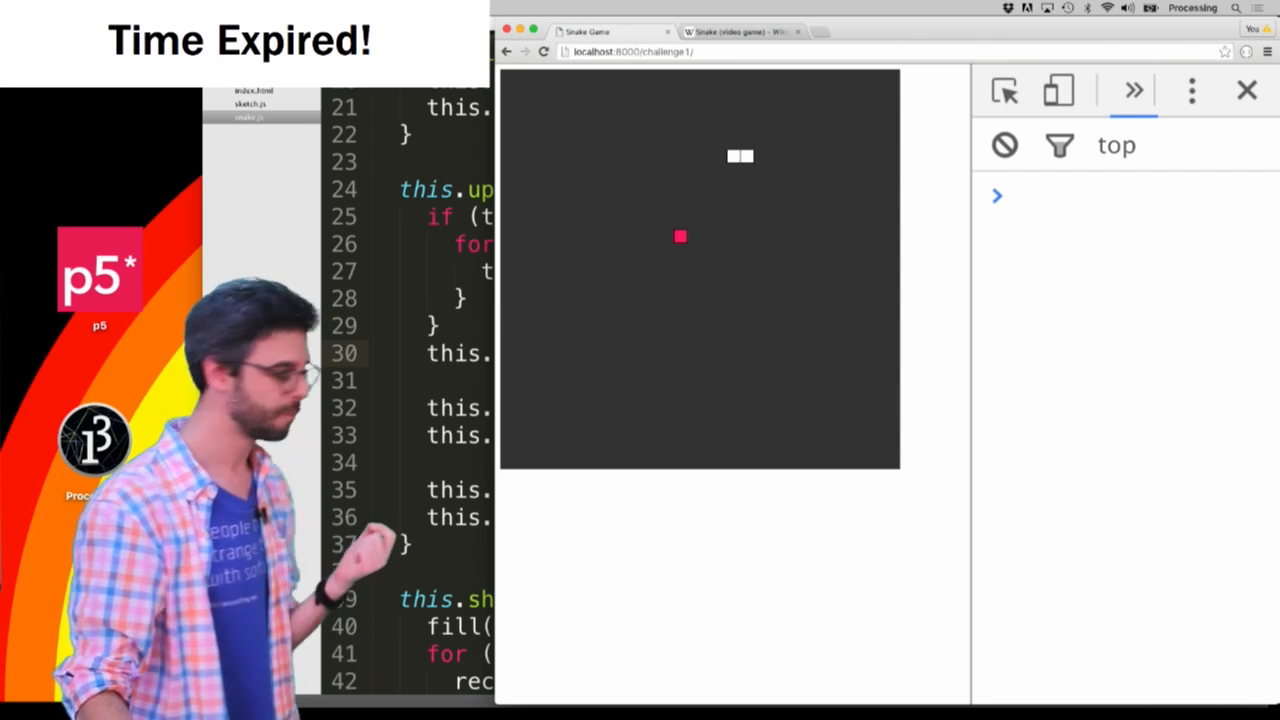 Time Expired!
Processing
Snake Game
W Snake (video game) - Wiki
You
localhost:8000/challenge1/
index.html
sketch.js
snake.js
top
21 this.
22 }
23
24 this.up
25 if (t
26 for
27 t
28 }
29 }
30 this.
31
32 this.
33 this.
34
35 this.
36 this.
37 }
39 this.sh
40 fill(
41 for (
42 rec
p5*
p5
Proc
People
strange
with